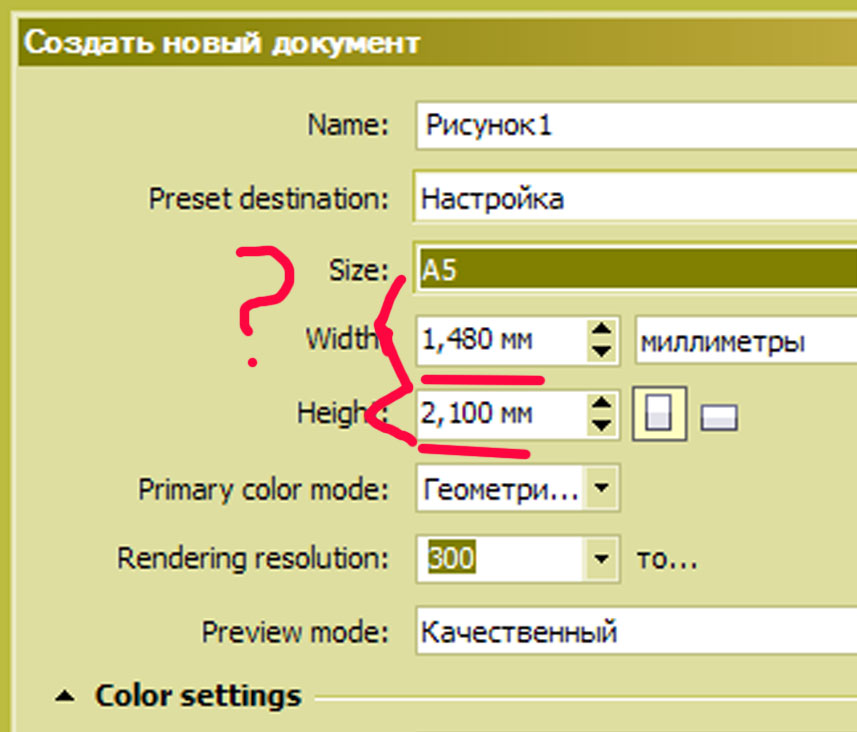 Создать новый документ
Name: Рисунок1
Preset destination: Настройка
Size: A5
?
Width: 1,480 мм миллиметры
Height: 2,100 мм
Primary color mode: Геометри...
Rendering resolution: 300 то...
Preview mode: Качественный
Color settings